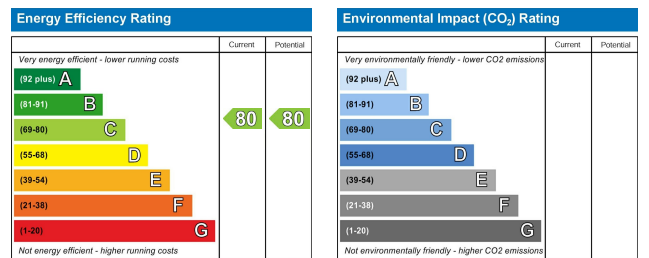 Energy Efficiency Rating
Current Potential
Very energy efficient - lower running costs
(92 plus) A
(81-91) B
(69-80) C
80 80
(55-68) D
(39-54) E
(21-38) F
(1-20) G
Not energy efficient - higher running costs
Environmental Impact (CO2) Rating
Current Potential
Very environmentally friendly - lower CO2 emissions
(92 plus) A
(81-91) B
(69-80) C
(55-68) D
(39-54) E
(21-38) F
(1-20) G
Not environmentally friendly - higher CO2 emissions